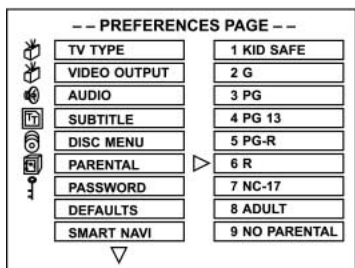 -- PREFERENCES PAGE --
TV TYPE
VIDEO OUTPUT
AUDIO
SUBTITLE
DISC MENU
PARENTAL
PASSWORD
DEFAULTS
SMART NAVI
1 KID SAFE
2 G
3 PG
4 PG 13
5 PG-R
6 R
7 NC-17
8 ADULT
9 NO PARENTAL